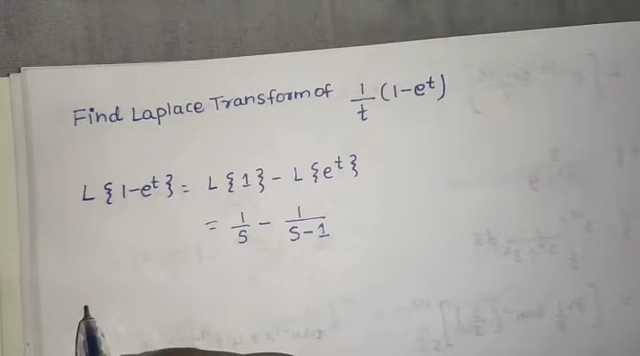 Find Laplace Transform of 1/t (1-e^t)
L{1-e^t} = L{1} - L{e^t}
= 1/S - 1/(S-1)